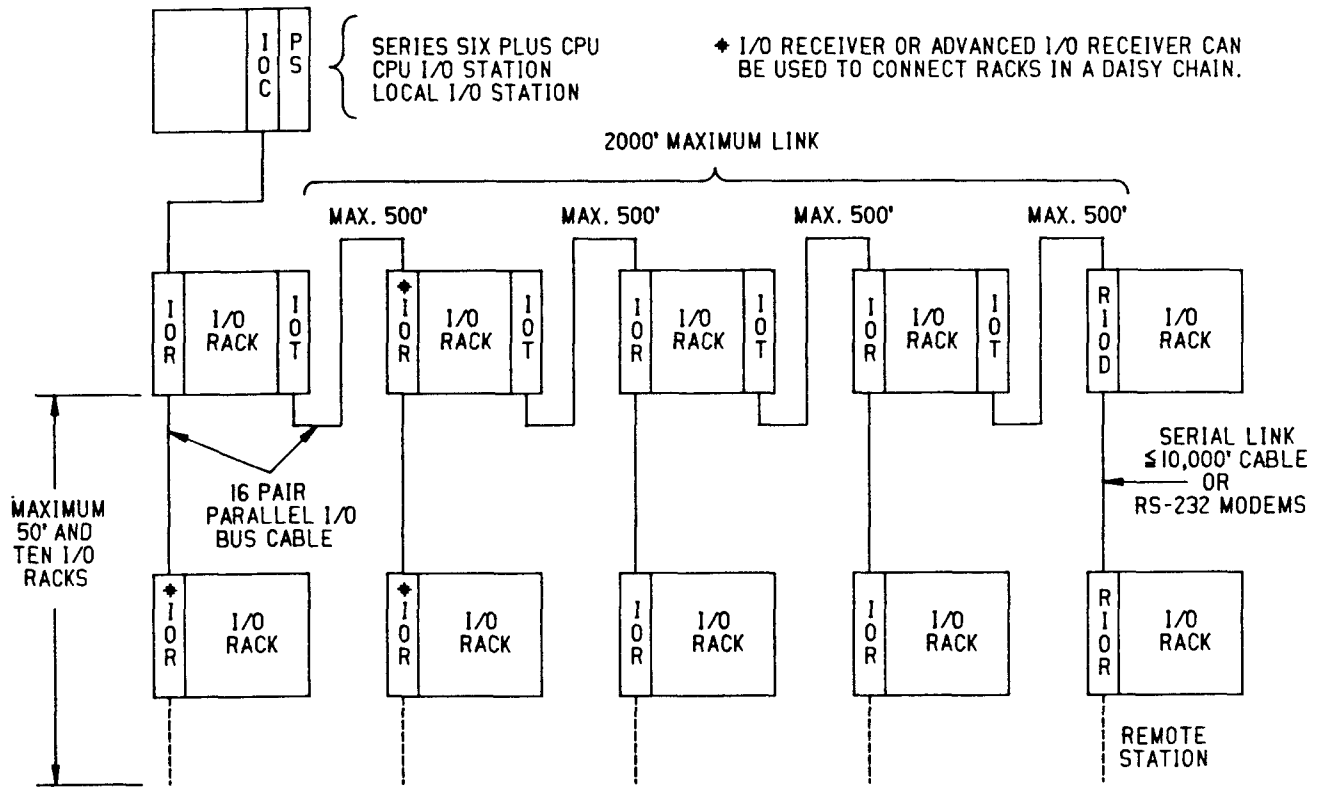 I
O
C
P
S
SERIES SIX PLUS CPU
CPU I/O STATION
LOCAL I/O STATION
* I/O RECEIVER OR ADVANCED I/O RECEIVER CAN
BE USED TO CONNECT RACKS IN A DAISY CHAIN.
2000' MAXIMUM LINK
MAX. 500'
MAX. 500'
MAX. 500'
MAX. 500'
I
O
R
I/O
RACK
I
O
T
*
I
O
R
I/O
RACK
I
O
T
I
O
R
I/O
RACK
I
O
T
I
O
R
I/O
RACK
I
O
T
R
I
O
D
I/O
RACK
16 PAIR
PARALLEL I/O
BUS CABLE
SERIAL LINK
≦10,000' CABLE
OR
RS-232 MODEMS
MAXIMUM
50' AND
TEN I/O
RACKS
*
I
O
R
I/O
RACK
*
I
O
R
I/O
RACK
I
O
R
I/O
RACK
I
O
R
I/O
RACK
R
I
O
R
I/O
RACK
REMOTE
STATION